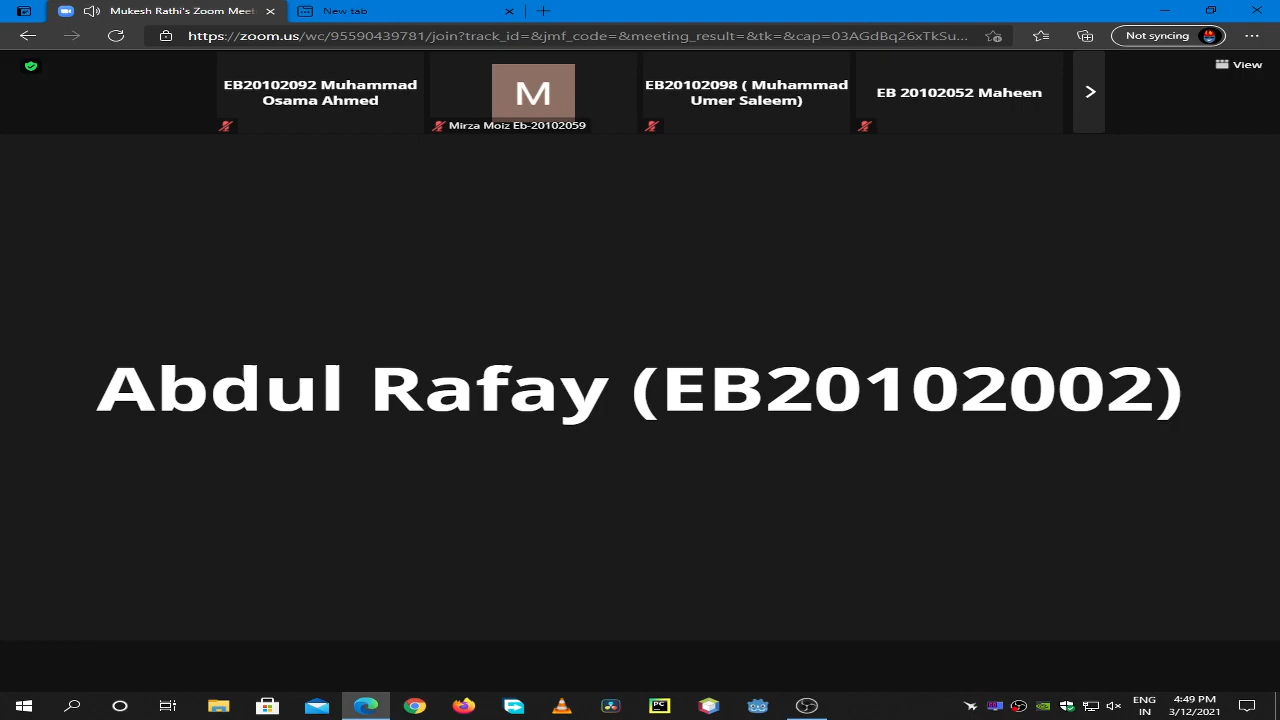 Mukesh Rathi's Zoom Meet
New tab
https://zoom.us/wc/95590439781/join?track_id=&jmf_code=&meeting_result=&tk=&cap=03AGdBq26xTkSu...
Not syncing
EB20102092 Muhammad
Osama Ahmed
M
Mirza Moiz Eb-20102059
EB20102098 ( Muhammad
Umer Saleem)
EB 20102052 Maheen
View
Abdul Rafay (EB20102002)
PC
ENG
IN
4:49 PM
3/12/2021